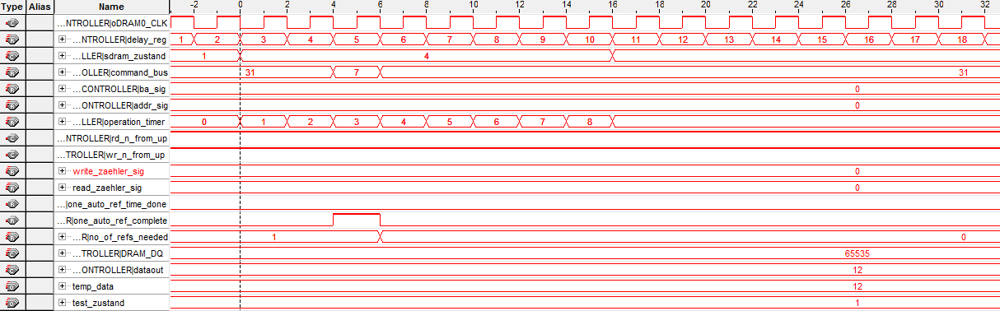 Type Alias Name -2 0 2 4 6 8 10 12 14 16 18 20 22 24 26 28 30 32
...NTROLLER|oDRAM0_CLK
...NTROLLER|delay_reg 1 2 3 4 5 6 7 8 9 10 11 12 13 14 15 16 17 18
...LLER|sdram_zustand 1 4
...OLLER|command_bus 31 7 31
...CONTROLLER|ba_sig 0
...ONTROLLER|addr_sig 0
...LLER|operation_timer 0 1 2 3 4 5 6 7 8
...NTROLLER|rd_n_from_up
...TROLLER|wr_n_from_up
write_zaehler_sig 0
read_zaehler_sig 0
...|one_auto_ref_time_done
...R|one_auto_ref_complete
...R|no_of_refs_needed 1 0
...TROLLER|DRAM_DQ 65535
...ONTROLLER|dataout 12
temp_data 12
test_zustand 1